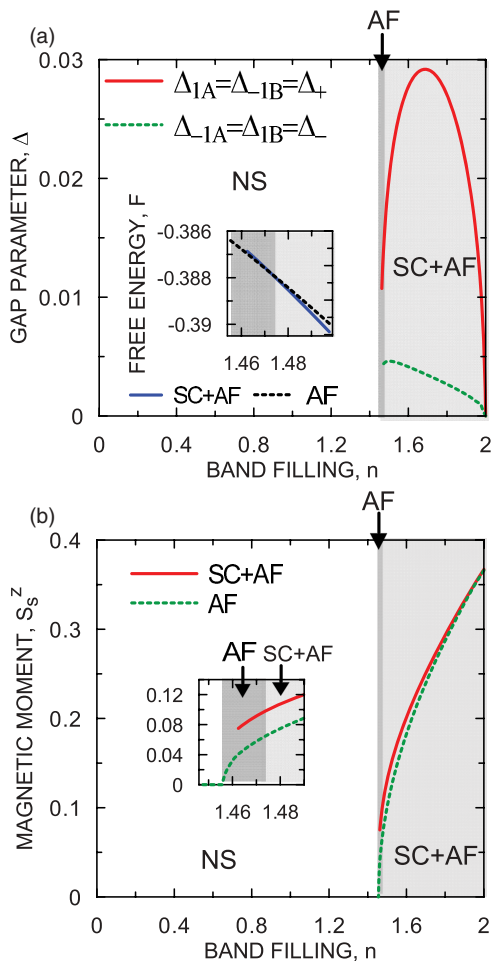 AF
(a)
0.03
0.02
0.01
0
GAP PARAMETER, Δ
Δ1A=Δ-1B=Δ+
Δ-1A=Δ1B=Δ-
NS
SC+AF
FREE ENERGY, F
-0.386
-0.388
-0.39
1.46 1.48
SC+AF AF
0 0.4 0.8 1.2 1.6 2
BAND FILLING, n
AF
(b)
0.4
0.3
0.2
0.1
0
MAGNETIC MOMENT, Ssz
SC+AF
AF
AF SC+AF
0.12
0.08
0.04
0
1.46 1.48
NS
SC+AF
0 0.4 0.8 1.2 1.6 2
BAND FILLING, n